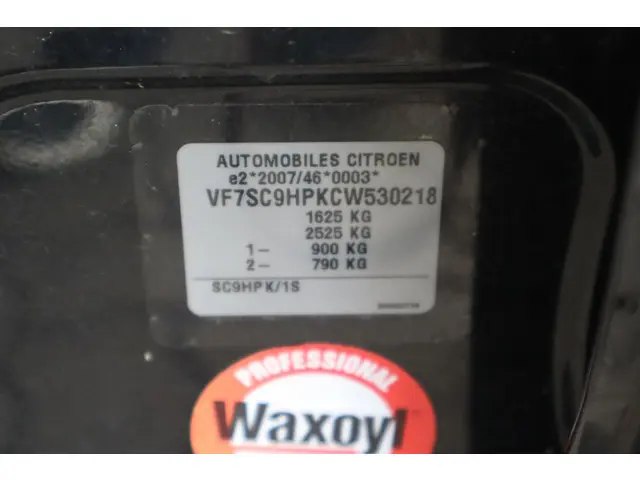 AUTOMOBILES CITROEN
e2*2007/46*0003*
VF7SC9HPKCW530218
1625 KG
2525 KG
1- 900 KG
2- 790 KG
SC9HPK/1S
PROFESSIONAL
Waxoyl